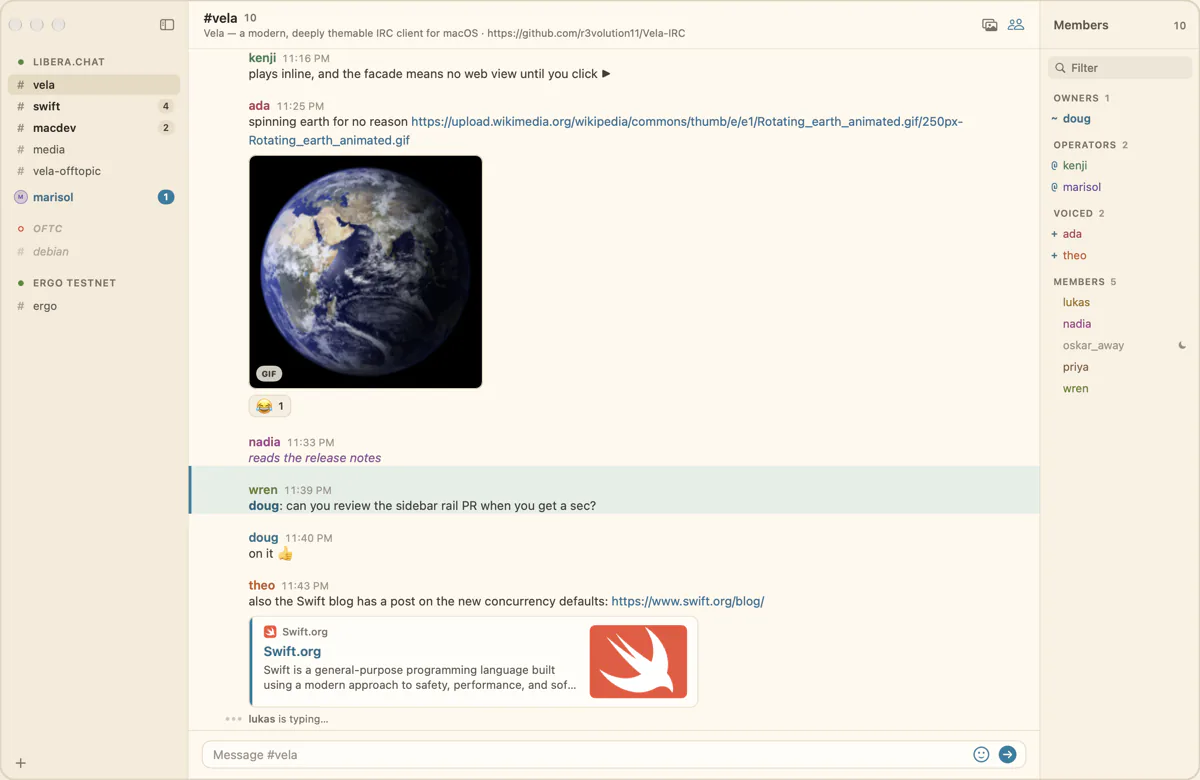 LIBERA.CHAT
# vela
# swift 4
# macdev 2
# media
# vela-offtopic
M marisol 1
OFTC
# debian
ERGO TESTNET
# ergo
+
#vela 10
Vela — a modern, deeply themable IRC client for macOS · https://github.com/r3volution11/Vela-IRC
kenji 11:16 PM
plays inline, and the facade means no web view until you click ▶
ada 11:25 PM
spinning earth for no reason https://upload.wikimedia.org/wikipedia/commons/thumb/e/e1/Rotating_earth_animated.gif/250px-
Rotating_earth_animated.gif
GIF
😂 1
nadia 11:33 PM
reads the release notes
wren 11:39 PM
doug: can you review the sidebar rail PR when you get a sec?
doug 11:40 PM
on it 👍
theo 11:43 PM
also the Swift blog has a post on the new concurrency defaults: https://www.swift.org/blog/
Swift.org
Swift.org
Swift is a general-purpose programming language built
using a modern approach to safety, performance, and sof…
lukas is typing…
Message #vela
Members 10
Filter
OWNERS 1
~ doug
OPERATORS 2
@ kenji
@ marisol
VOICED 2
+ ada
+ theo
MEMBERS 5
lukas
nadia
oskar_away
priya
wren